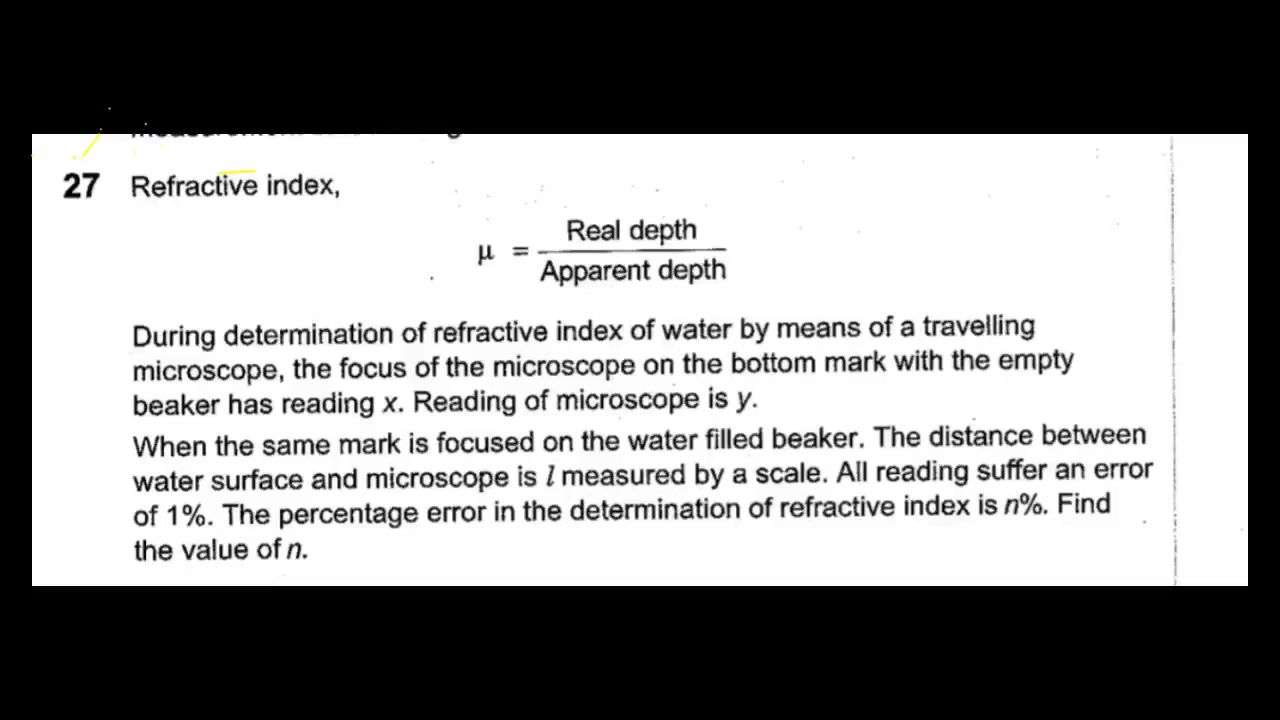 27 Refractive index,
μ = Real depth
Apparent depth
During determination of refractive index of water by means of a travelling
microscope, the focus of the microscope on the bottom mark with the empty
beaker has reading x. Reading of microscope is y.
When the same mark is focused on the water filled beaker. The distance between
water surface and microscope is l measured by a scale. All reading suffer an error
of 1%. The percentage error in the determination of refractive index is n%. Find
the value of n.